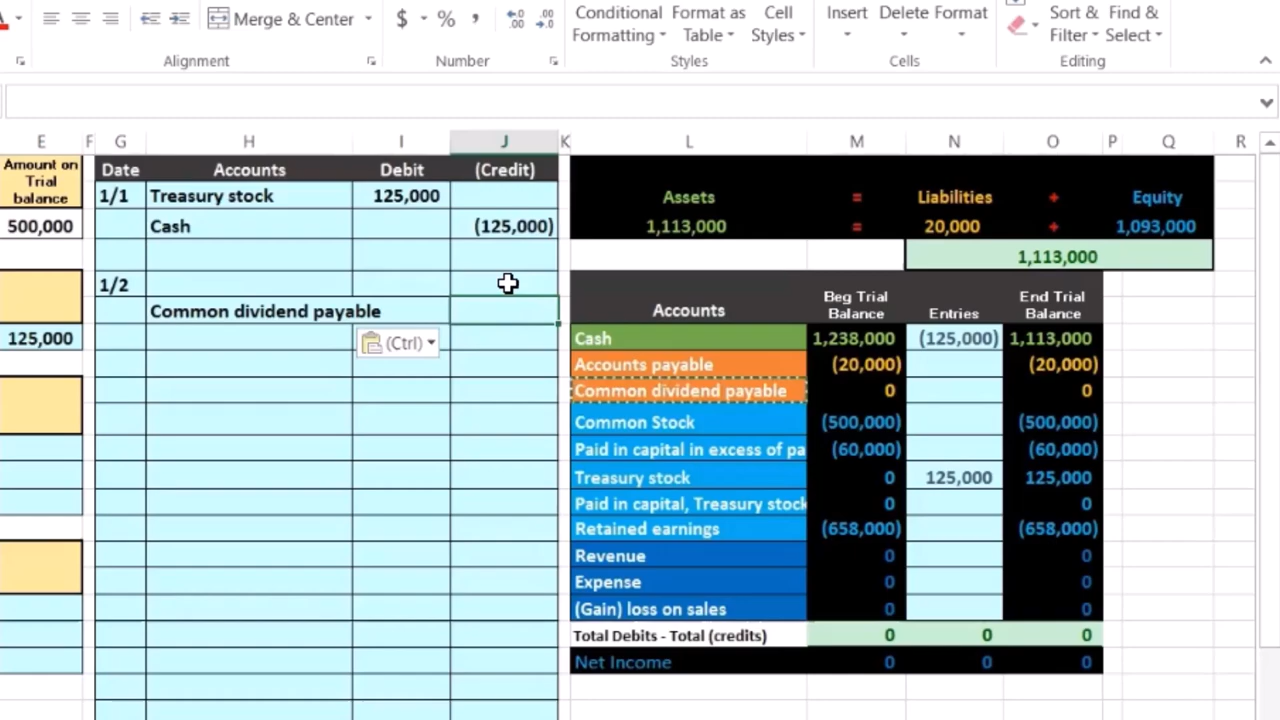 A
Merge & Center
$ % ,
Conditional Formatting
Format as Table
Cell Styles
Insert
Delete
Format
Sort & Filter
Find & Select
Alignment
Number
Styles
Cells
Editing
E F G H I J K L M N O P Q R
Amount on Trial balance
Date Accounts Debit (Credit)
500,000
125,000
1/1 Treasury stock 125,000
Cash (125,000)
1/2
Common dividend payable
(Ctrl)
Assets = Liabilities + Equity
1,113,000 = 20,000 + 1,093,000
1,113,000
Accounts
Beg Trial Balance
Entries
End Trial Balance
Cash 1,238,000 (125,000) 1,113,000
Accounts payable (20,000) (20,000)
Common dividend payable 0 0
Common Stock (500,000) (500,000)
Paid in capital in excess of pa (60,000) (60,000)
Treasury stock 0 125,000 125,000
Paid in capital, Treasury stock 0 0
Retained earnings (658,000) (658,000)
Revenue 0 0
Expense 0 0
(Gain) loss on sales 0 0
Total Debits - Total (credits) 0 0 0
Net Income 0 0 0